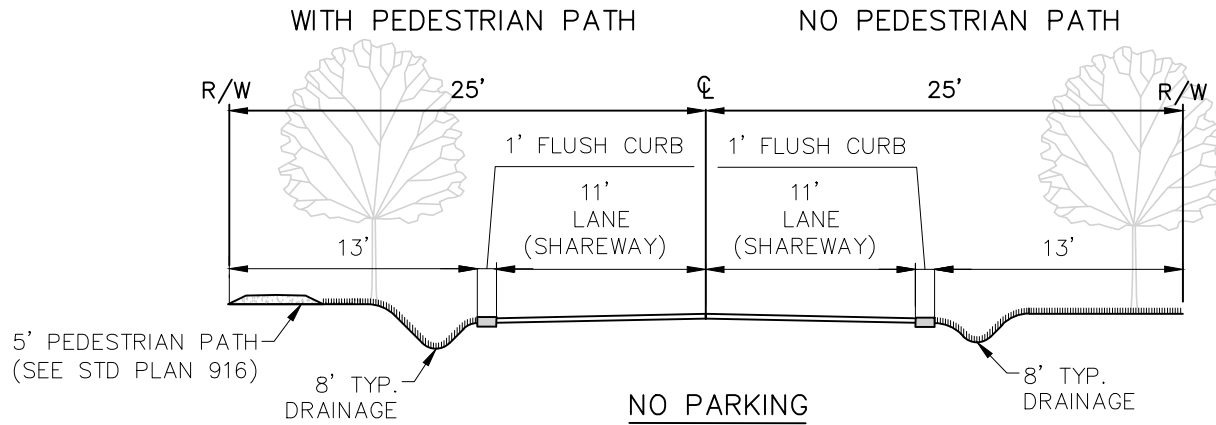 WITH PEDESTRIAN PATH
NO PEDESTRIAN PATH
R/W
25'
℄
25'
R/W
1' FLUSH CURB
1' FLUSH CURB
11'
LANE
(SHAREWAY)
11'
LANE
(SHAREWAY)
13'
13'
5' PEDESTRIAN PATH
(SEE STD PLAN 916)
8' TYP.
DRAINAGE
8' TYP.
DRAINAGE
NO PARKING